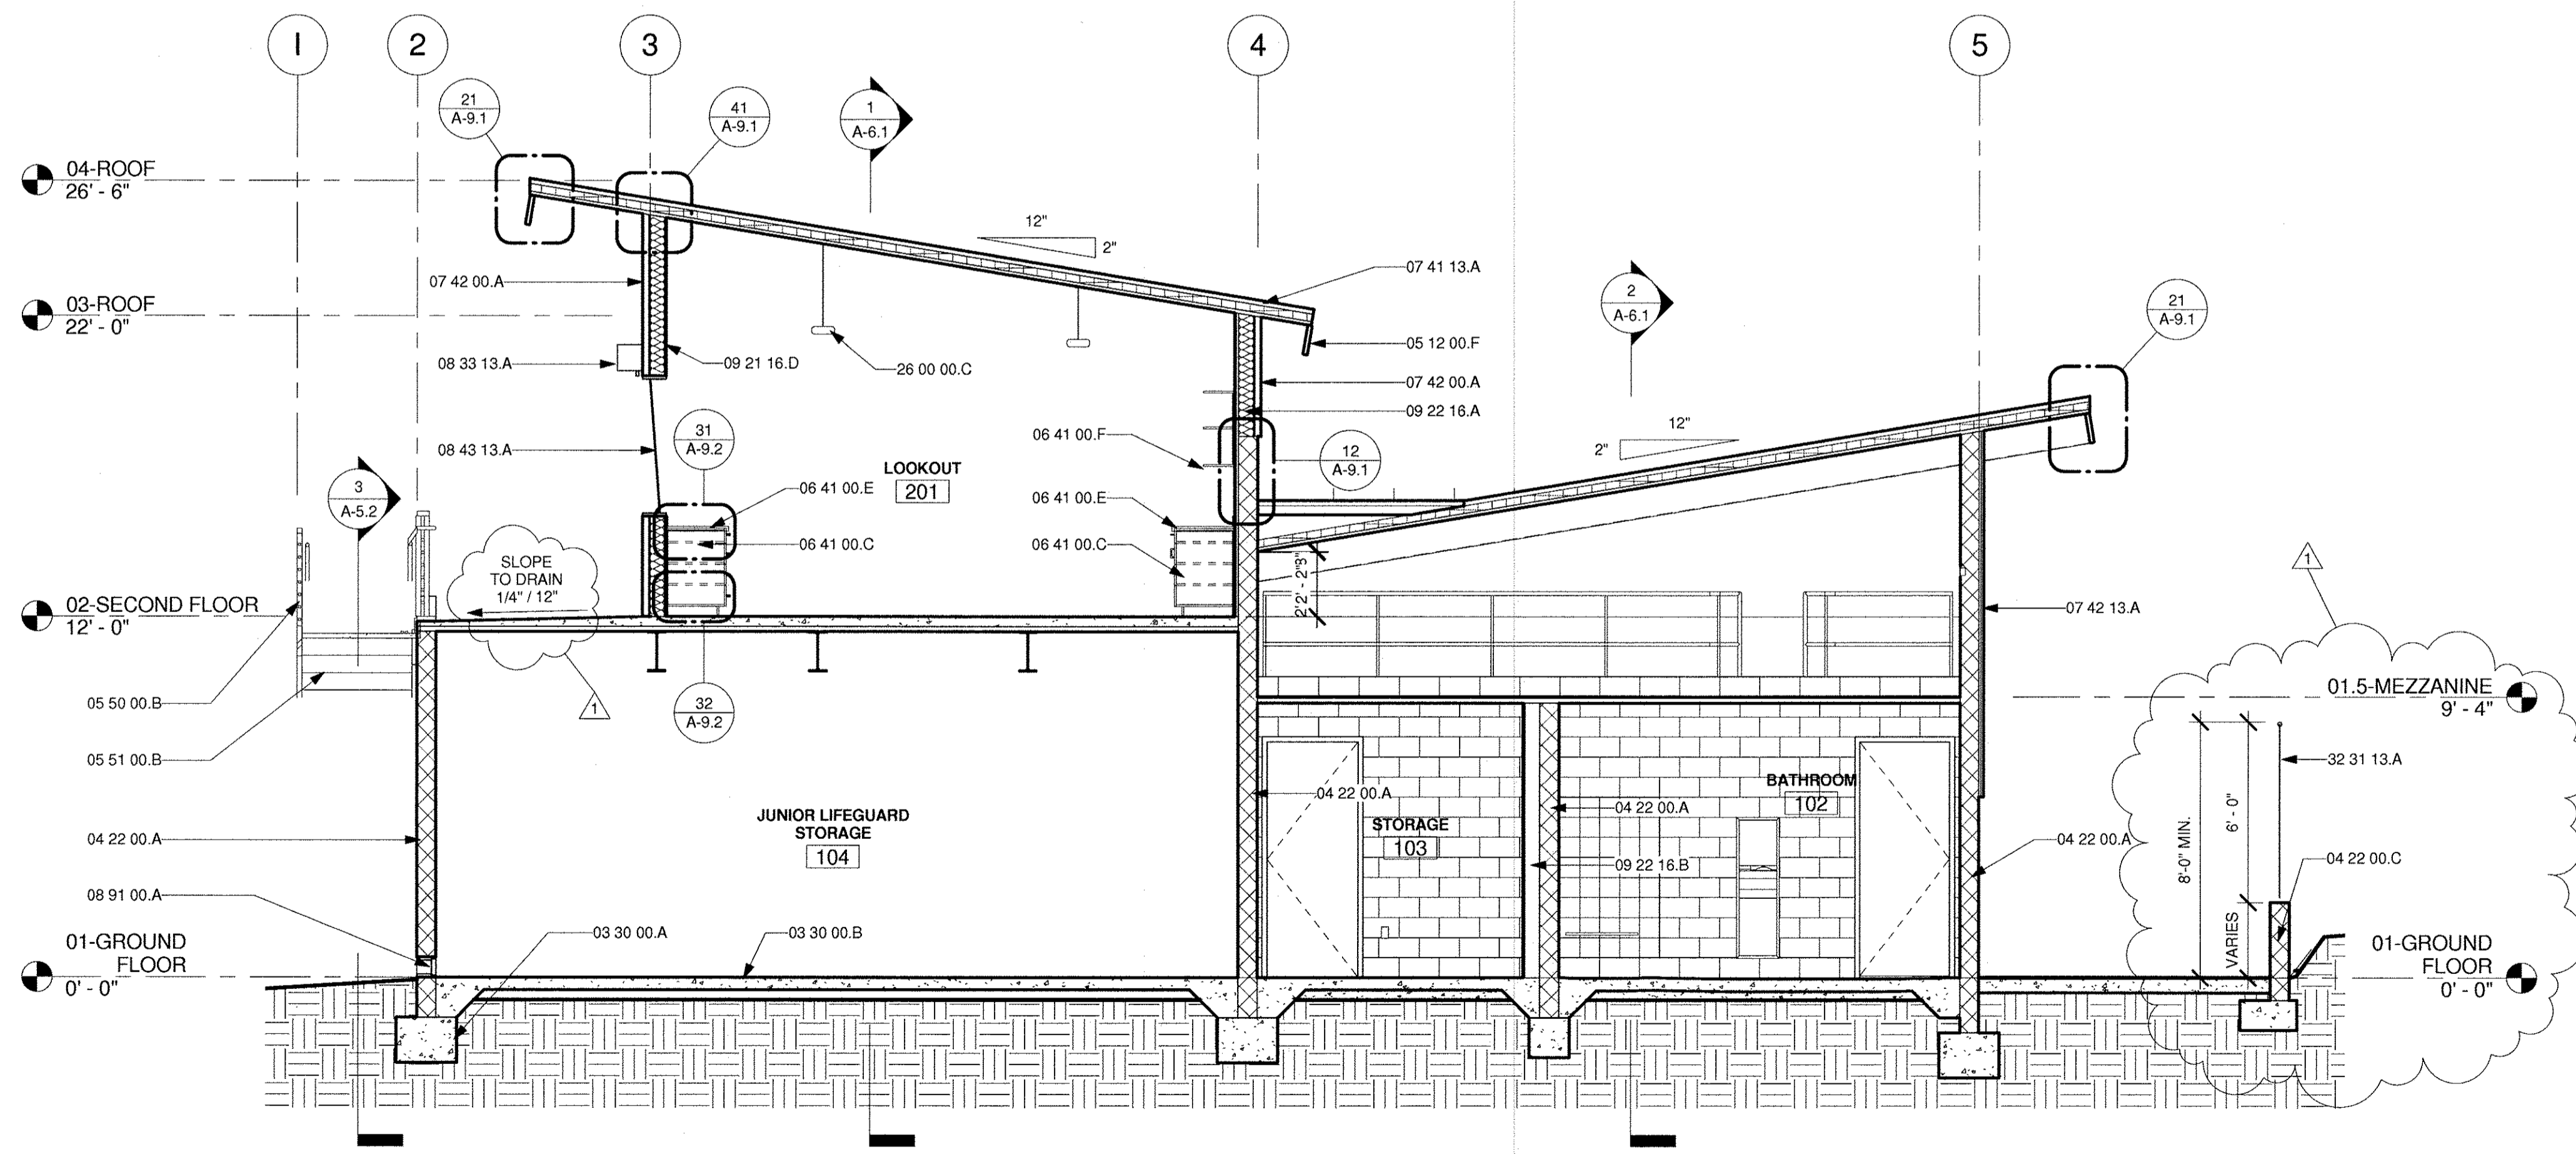 1
2
3
4
5
21
A-9.1
41
A-9.1
1
A-6.1
04-ROOF
26' - 6"
12"
2"
07 41 13.A
07 42 00.A
2
A-6.1
21
A-9.1
03-ROOF
22' - 0"
05 12 00.F
08 33 13.A
09 21 16.D
26 00 00.C
07 42 00.A
09 22 16.A
06 41 00.F
12"
2"
12
A-9.1
31
A-9.2
08 43 13.A
LOOKOUT
201
3
A-5.2
06 41 00.E
06 41 00.E
06 41 00.C
06 41 00.C
SLOPE
TO DRAIN
1/4" / 12"
1
02-SECOND FLOOR
12' - 0"
07 42 13.A
1
01.5-MEZZANINE
9' - 4"
05 50 00.B
32
A-9.2
05 51 00.B
32 31 13.A
BATHROOM
102
04 22 00.A
04 22 00.A
JUNIOR LIFEGUARD
STORAGE
104
STORAGE
103
6' - 0"
8'-0" MIN.
04 22 00.A
04 22 00.A
09 22 16.B
04 22 00.C
08 91 00.A
VARIES
03 30 00.A
03 30 00.B
01-GROUND
FLOOR
0' - 0"
01-GROUND
FLOOR
0' - 0"